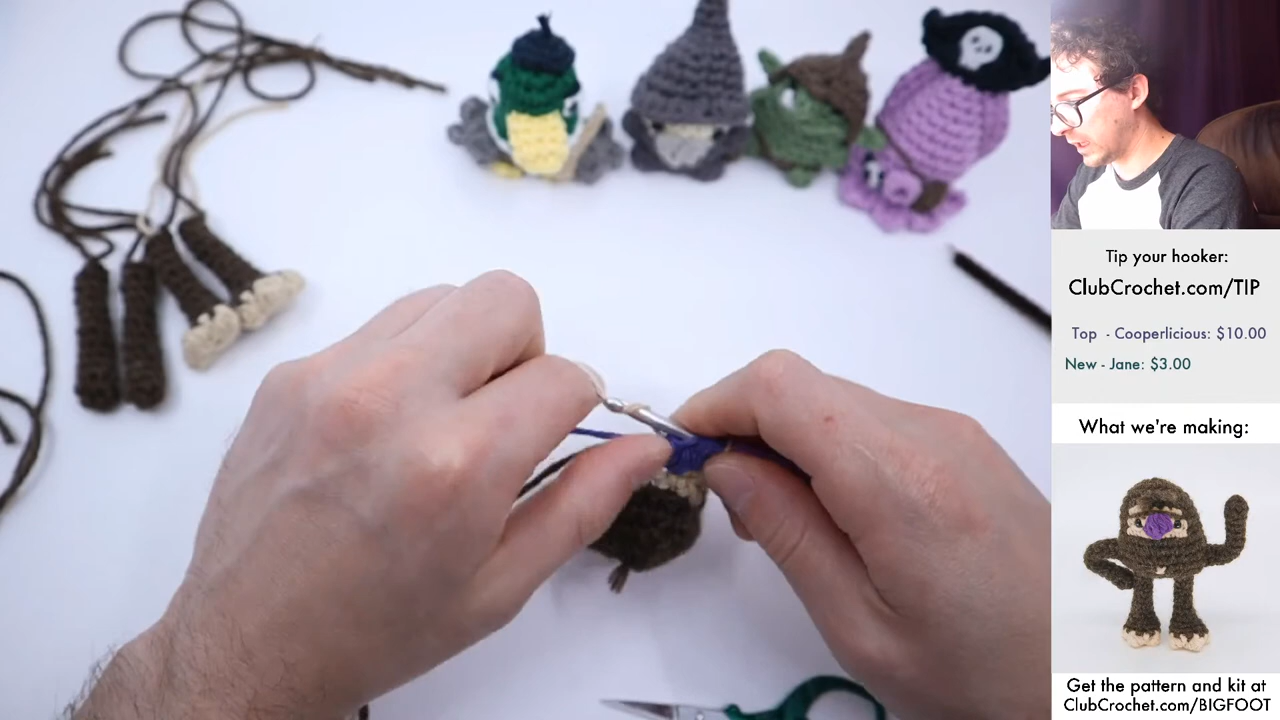 Tip your hooker:
ClubCrochet.com/TIP
Top - Cooperlicious: $10.00
New - Jane: $3.00
What we're making:
Get the pattern and kit at
ClubCrochet.com/BIGFOOT